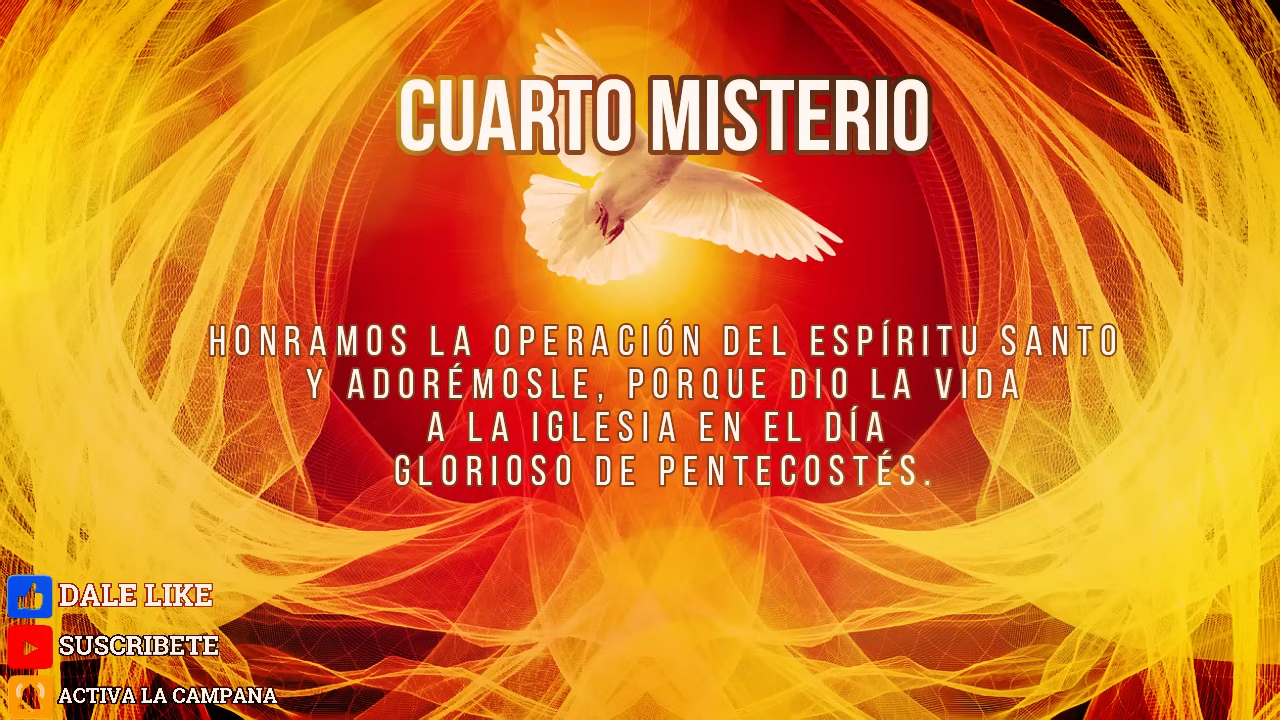 CUARTO MISTERIO
HONRAMOS LA OPERACIÓN DEL ESPÍRITU SANTO
Y ADORÉMOSLE, PORQUE DIO LA VIDA
A LA IGLESIA EN EL DÍA
GLORIOSO DE PENTECOSTÉS.
DALE LIKE
SUSCRIBETE
ACTIVA LA CAMPANA